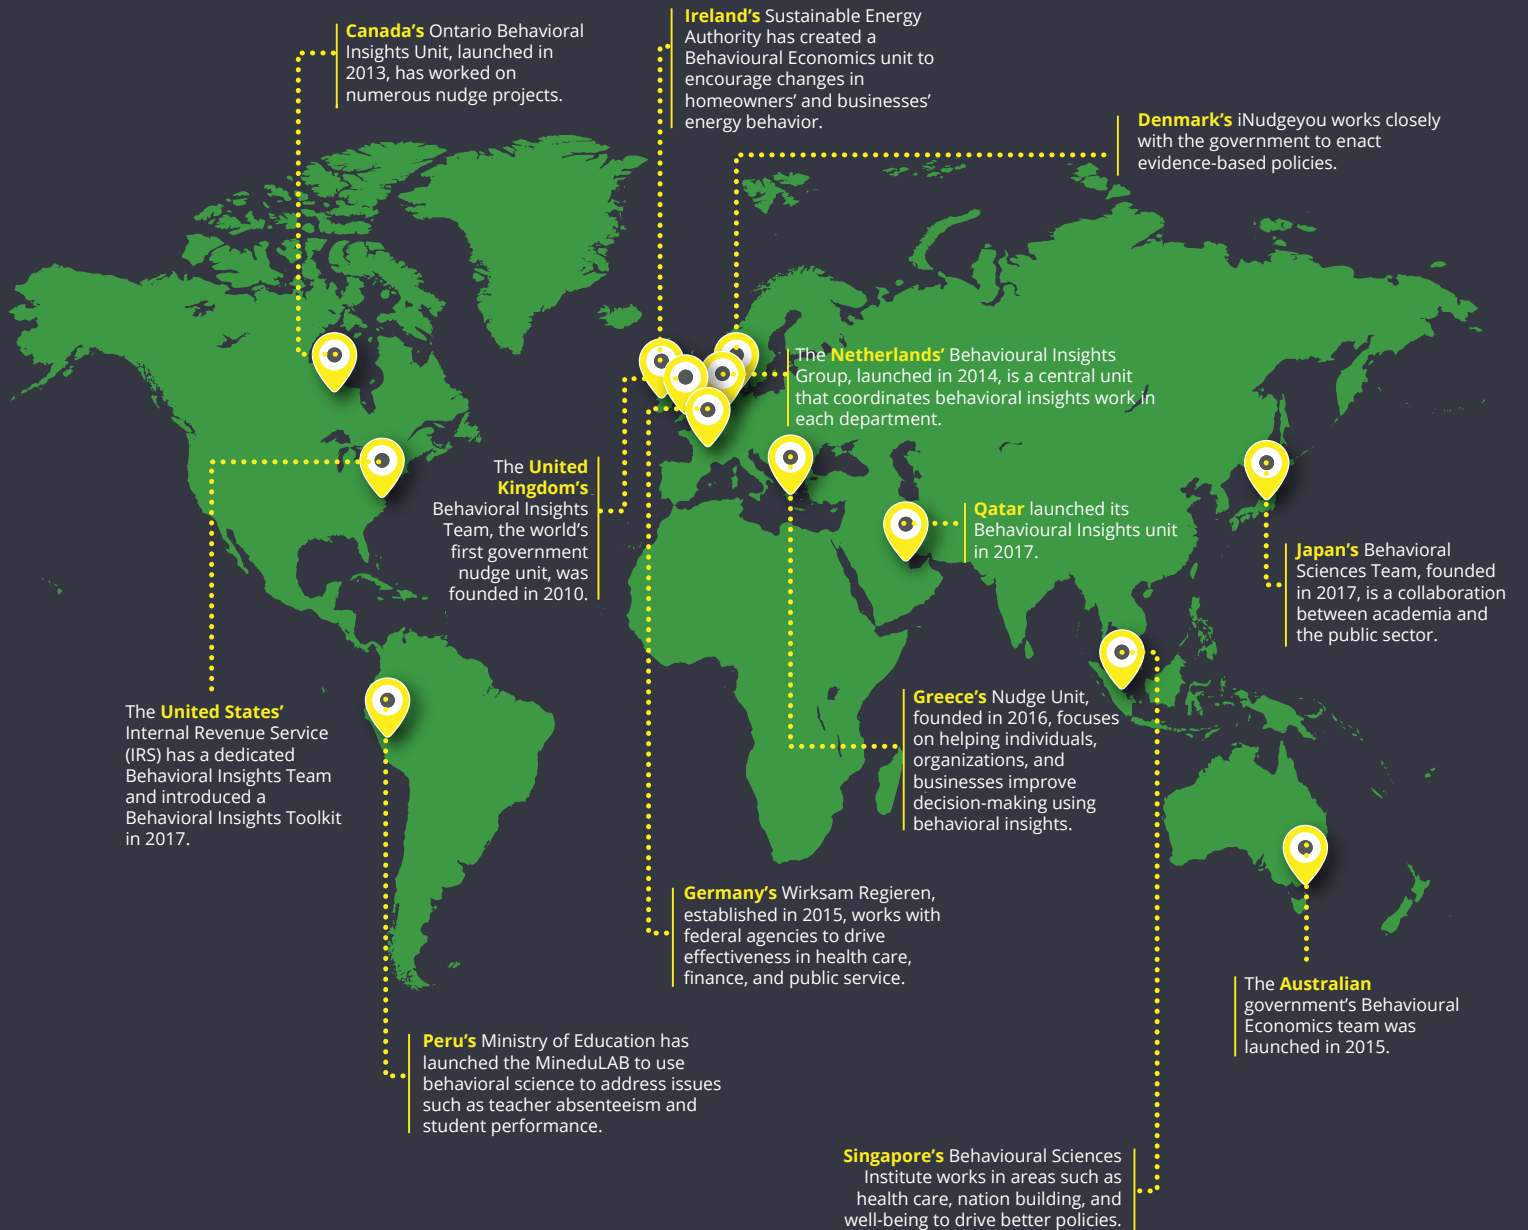 Canada's Ontario Behavioral
Insights Unit, launched in
2013, has worked on
numerous nudge projects.
Ireland's Sustainable Energy
Authority has created a
Behavioural Economics unit to
encourage changes in
homeowners' and businesses'
energy behavior.
Denmark's iNudgeyou works closely
with the government to enact
evidence-based policies.
The Netherlands' Behavioural Insights
Group, launched in 2014, is a central unit
that coordinates behavioral insights work in
each department.
The United
Kingdom's
Behavioral Insights
Team, the world's
first government
nudge unit, was
founded in 2010.
Qatar launched its
Behavioural Insights unit
in 2017.
Japan's Behavioral
Sciences Team, founded
in 2017, is a collaboration
between academia and
the public sector.
The United States'
Internal Revenue Service
(IRS) has a dedicated
Behavioral Insights Team
and introduced a
Behavioral Insights Toolkit
in 2017.
Greece's Nudge Unit,
founded in 2016, focuses
on helping individuals,
organizations, and
businesses improve
decision-making using
behavioral insights.
Germany's Wirksam Regieren,
established in 2015, works with
federal agencies to drive
effectiveness in health care,
finance, and public service.
The Australian
government's Behavioural
Economics team was
launched in 2015.
Peru's Ministry of Education has
launched the MineduLAB to use
behavioral science to address issues
such as teacher absenteeism and
student performance.
Singapore's Behavioural Sciences
Institute works in areas such as
health care, nation building, and
well-being to drive better policies.